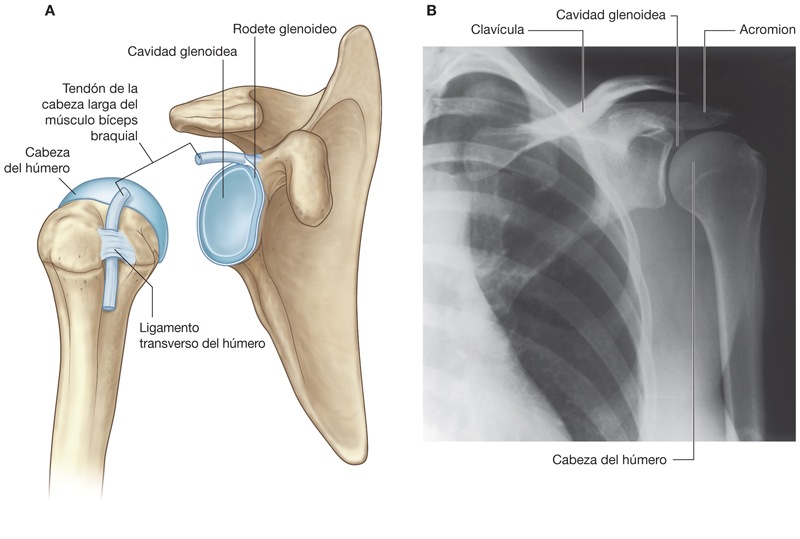 A
Rodete glenoideo
Cavidad glenoidea
Tendón de la
cabeza larga del
músculo bíceps
braquial
Cabeza
del húmero
Ligamento
transverso del húmero
B
Cavidad glenoidea
Clavícula
Acromion
Cabeza del húmero